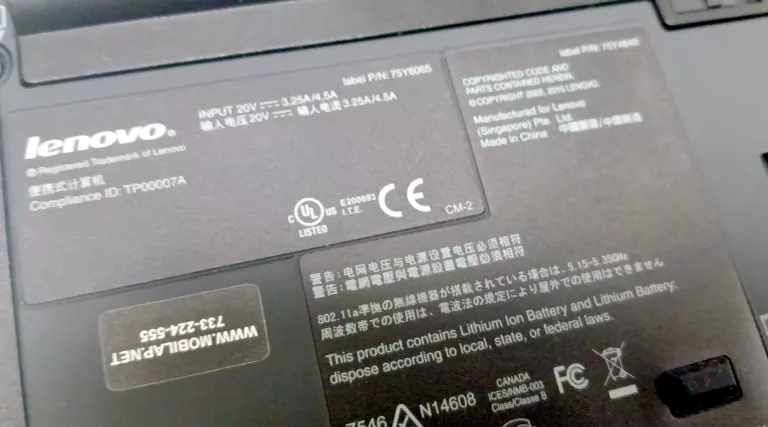 label P/N: 75Y6065
INPUT 20V ⎓ 3.25A/4.5A
输入电压20V ⎓ 输入电流 3.25A/4.5A
lenovo®
® Registered Trademark of Lenovo
便携式计算机
Compliance ID: TP00007A
C UL US
LISTED
E200693
I.T.E.
CE
CM-2
label P/N: 75Y4840
COPYRIGHTED CODE AND
PARTS CONTAINED HEREIN.
© COPYRIGHT 2005, 2010 LENOVO.
Manufactured for Lenovo
(Singapore) Pte. Ltd.
Made in China 中國製造/中國製造
WWW.MOBILAP.NET
733-224-555
警告: 电网电压与电源设置电压必须相符
警告: 電網電壓與電源設置電壓必須相符
802.11a準拠の無線機器が搭載されている場合は、5.15~5.35GHz
周波数帯での使用は、電波法の規定により屋外での使用はできません
This product contains Lithium Ion Battery and Lithium Battery;
dispose according to local, state, or federal laws.
7546
N14608
CANADA
ICES/NMB-003
Class/Classe B
FC